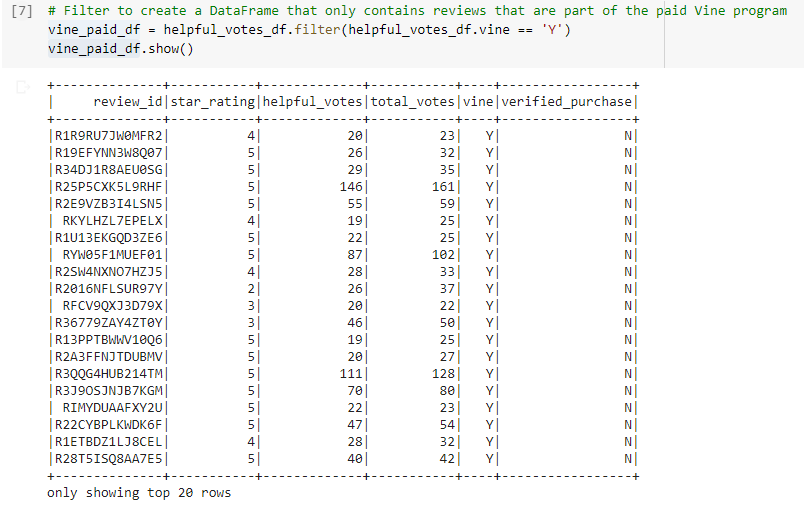 [7] # Filter to create a DataFrame that only contains reviews that are part of the paid Vine program
vine_paid_df = helpful_votes_df.filter(helpful_votes_df.vine == 'Y')
vine_paid_df.show()
+--------------+-----------+-------------+-----------+----+-----------------+
|     review_id|star_rating|helpful_votes|total_votes|vine|verified_purchase|
+--------------+-----------+-------------+-----------+----+-----------------+
|R1R9RU7JW0MFR2|          4|           20|         23|   Y|                N|
|R19EFYNN3W8Q07|          5|           26|         32|   Y|                N|
|R34DJ1R8AEU0SG|          5|           29|         35|   Y|                N|
|R25P5CXK5L9RHF|          5|          146|        161|   Y|                N|
|R2E9VZB3I4LSN5|          5|           55|         59|   Y|                N|
| RKYLHZL7EPELX|          4|           19|         25|   Y|                N|
|R1U13EKGQD3ZE6|          5|           22|         25|   Y|                N|
| RYW05F1MUEF01|          5|           87|        102|   Y|                N|
|R2SW4NXNO7HZJ5|          4|           28|         33|   Y|                N|
|R2016NFLSUR97Y|          2|           26|         37|   Y|                N|
| RFCV9QXJ3D79X|          3|           20|         22|   Y|                N|
|R36779ZAY4ZT0Y|          3|           46|         50|   Y|                N|
|R13PPTBWWV10Q6|          5|           19|         25|   Y|                N|
|R2A3FFNJTDUBMV|          5|           20|         27|   Y|                N|
|R3QQG4HUB214TM|          5|          111|        128|   Y|                N|
|R3J9OSJNJB7KGM|          5|           70|         80|   Y|                N|
| RIMYDUAAFXY2U|          5|           22|         23|   Y|                N|
|R22CYBPLKWDK6F|          5|           47|         54|   Y|                N|
|R1ETBDZ1LJ8CEL|          4|           28|         32|   Y|                N|
|R28T5ISQ8AA7E5|          5|           40|         42|   Y|                N|
+--------------+-----------+-------------+-----------+----+-----------------+
only showing top 20 rows